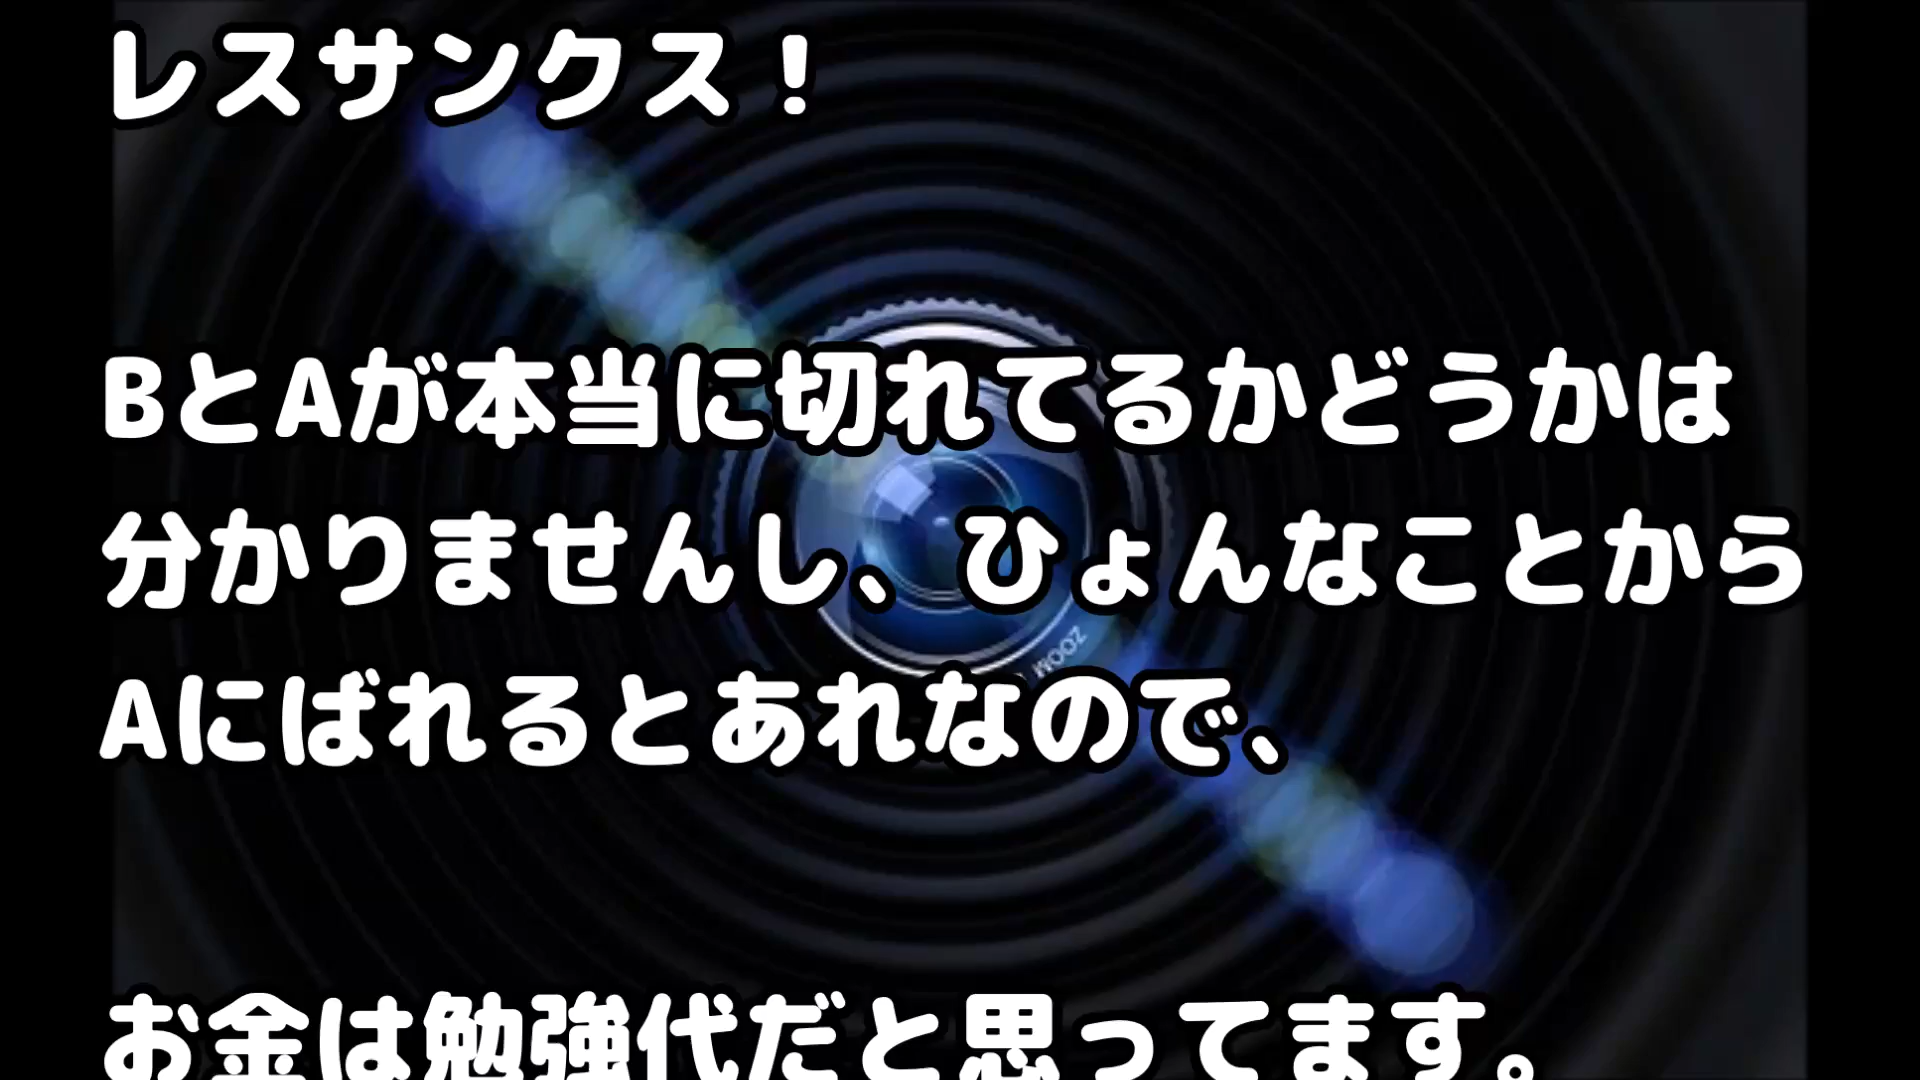 レスサンクス！
BとAが本当に切れてるかどうかは
分かりませんし、ひょんなことから
Aにばれるとあれなので、
ZOOM
お金は勉強代だと思ってます。